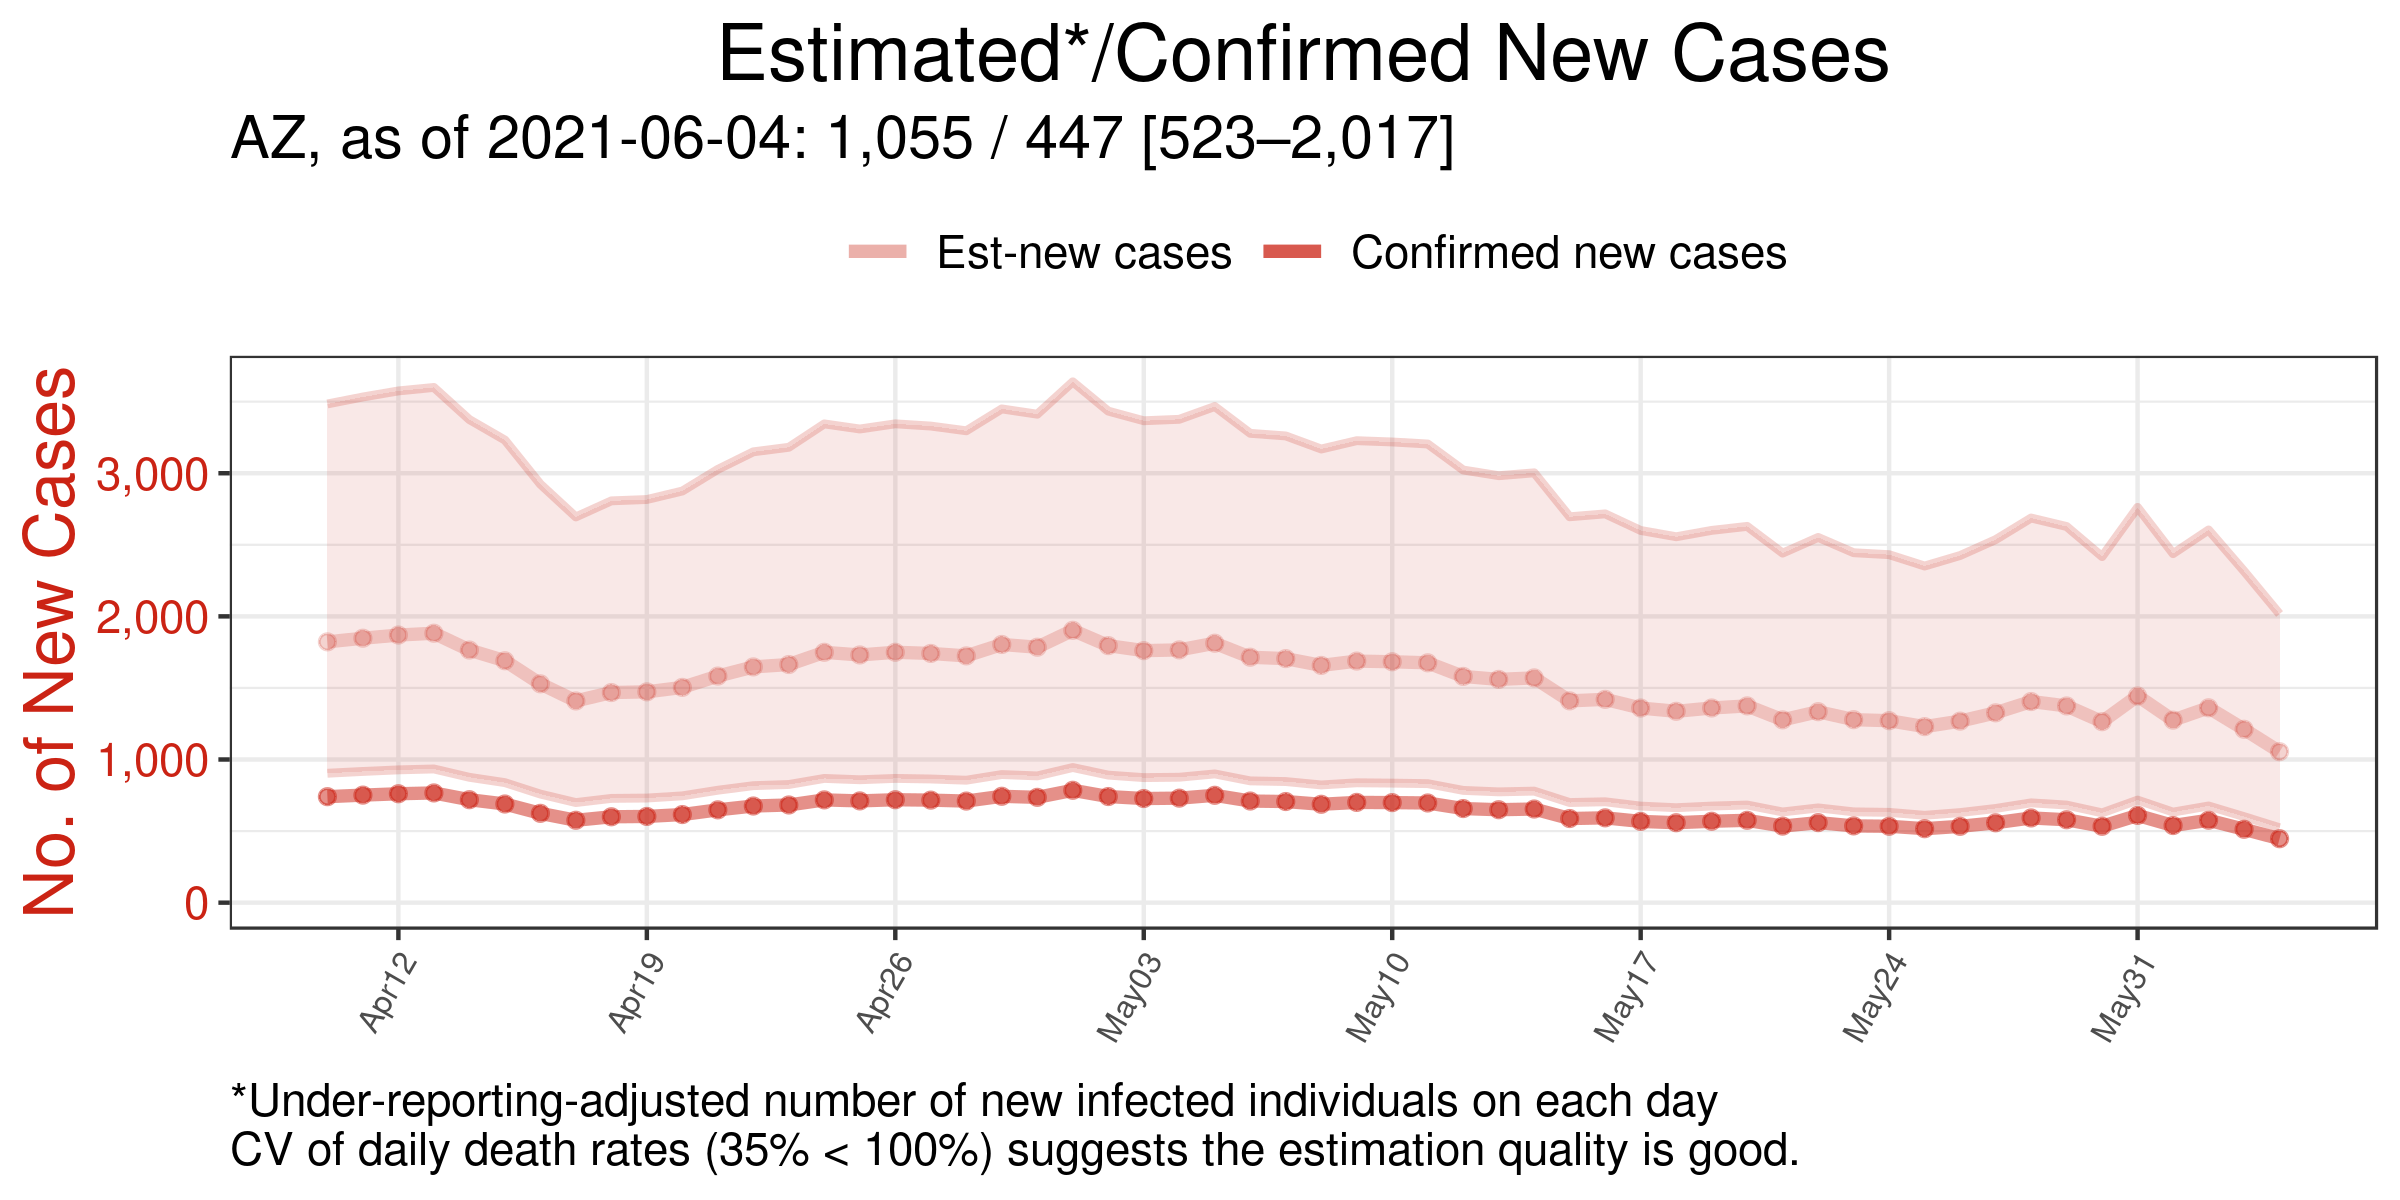 Estimated*/Confirmed New Cases
AZ, as of 2021-06-04: 1,055 / 447 [523–2,017]
Est-new cases
Confirmed new cases
No. of New Cases
3,000
2,000
1,000
0
Apr12
Apr19
Apr26
May03
May10
May17
May24
May31
*Under-reporting-adjusted number of new infected individuals on each day
CV of daily death rates (35% < 100%) suggests the estimation quality is good.